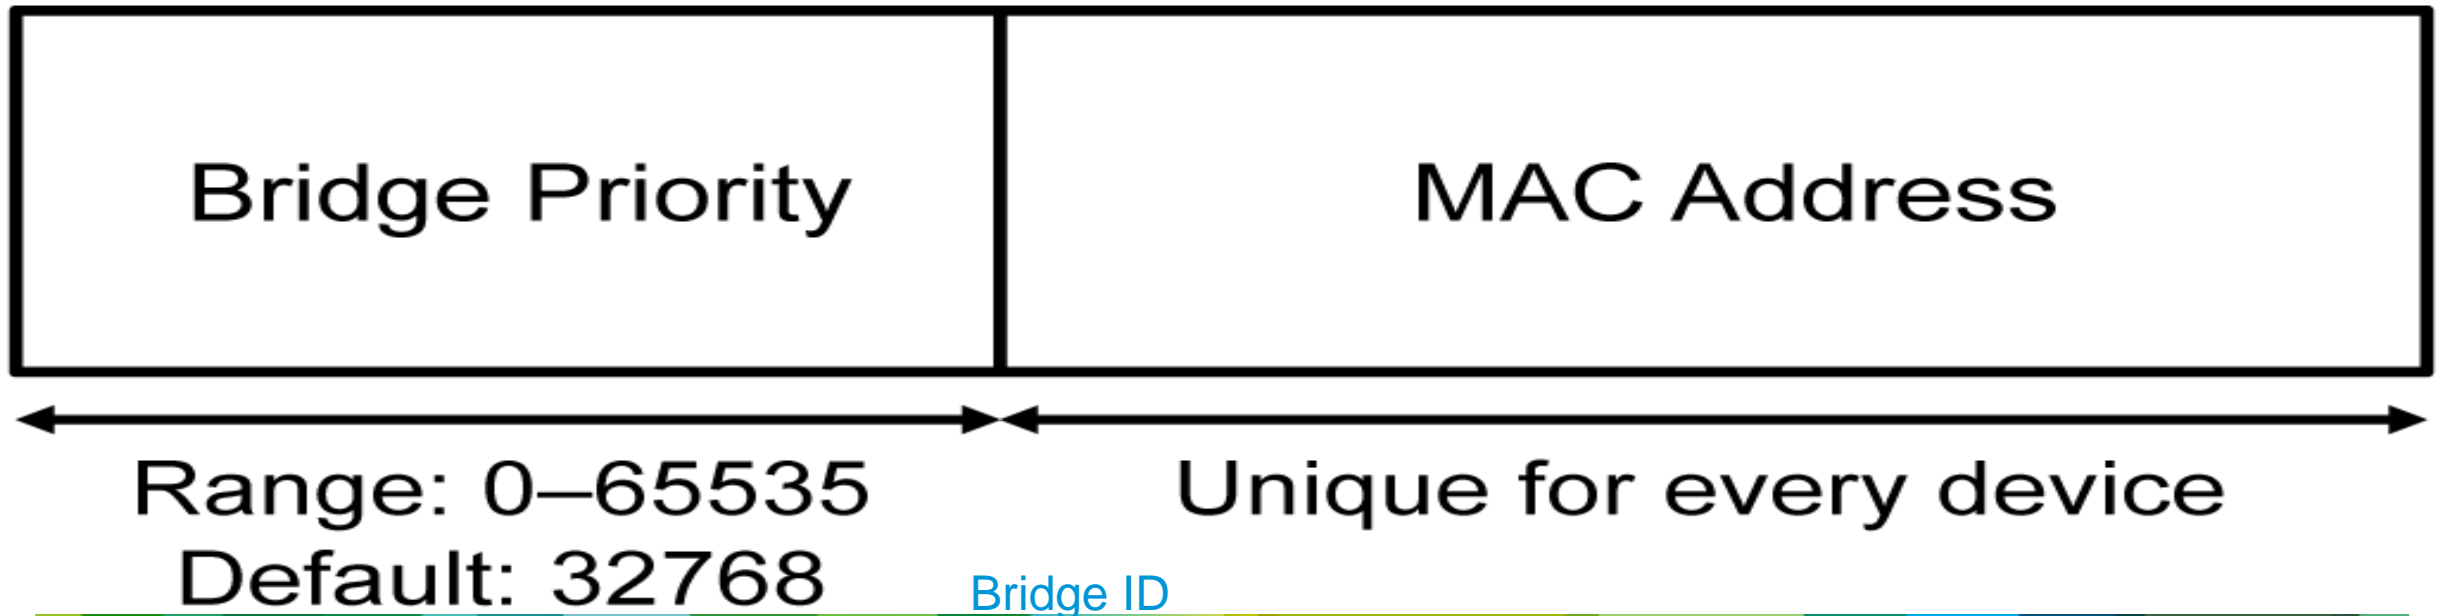 Bridge Priority
MAC Address
Range: 0–65535
Unique for every device
Default: 32768
Bridge ID